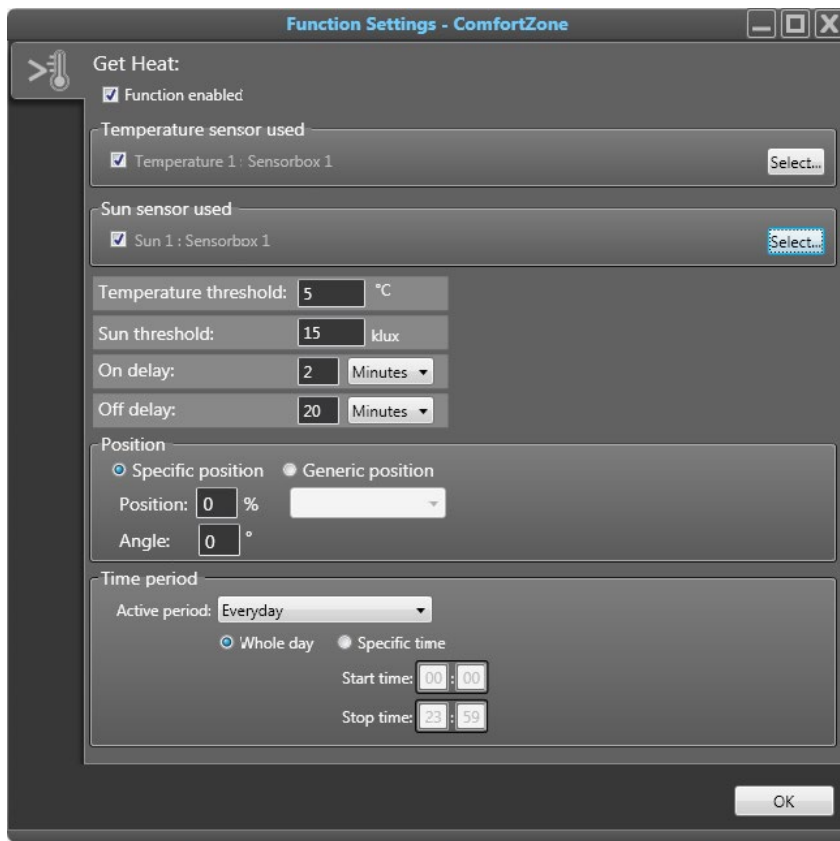 Function Settings - ComfortZone
Get Heat:
Function enabled
Temperature sensor used
Temperature 1 : Sensorbox 1 Select...
Sun sensor used
Sun 1 : Sensorbox 1 Select...
Temperature threshold: 5 °C
Sun threshold: 15 klux
On delay: 2 Minutes
Off delay: 20 Minutes
Position
Specific position Generic position
Position: 0 %
Angle: 0 °
Time period
Active period: Everyday
Whole day Specific time
Start time: 00 : 00
Stop time: 23 : 59
OK